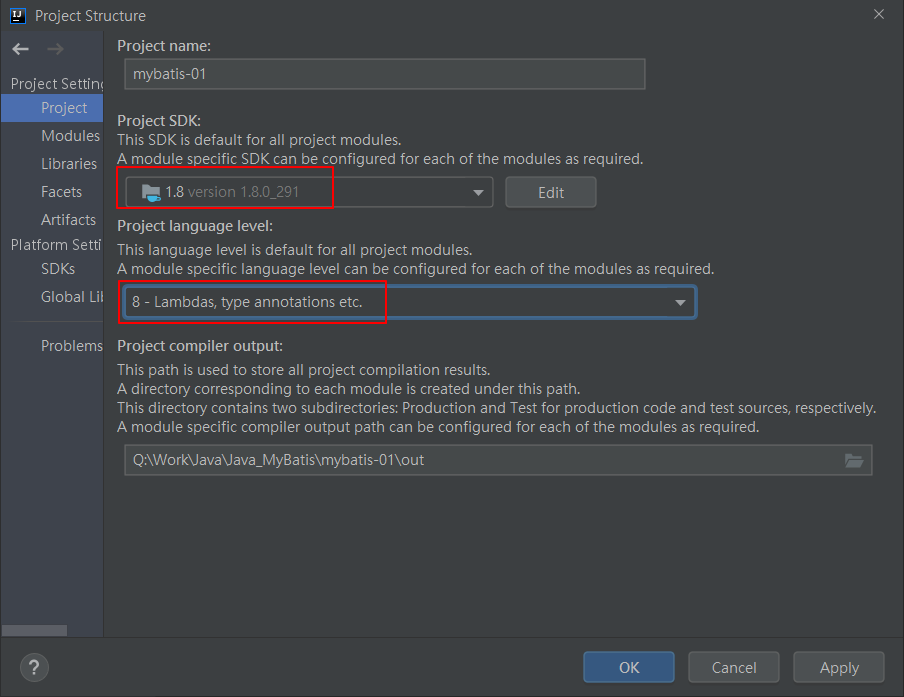 Project Structure
Project Settin
Project
Modules
Libraries
Facets
Artifacts
Platform Setti
SDKs
Global Lib
Problems
Project name:
mybatis-01
Project SDK:
This SDK is default for all project modules.
A module specific SDK can be configured for each of the modules as required.
1.8 version 1.8.0_291
Edit
Project language level:
This language level is default for all project modules.
A module specific language level can be configured for each of the modules as required.
8 - Lambdas, type annotations etc.
Project compiler output:
This path is used to store all project compilation results.
A directory corresponding to each module is created under this path.
This directory contains two subdirectories: Production and Test for production code and test sources, respectively.
A module specific compiler output path can be configured for each of the modules as required.
Q:\Work\Java\Java_MyBatis\mybatis-01\out
?
OK
Cancel
Apply